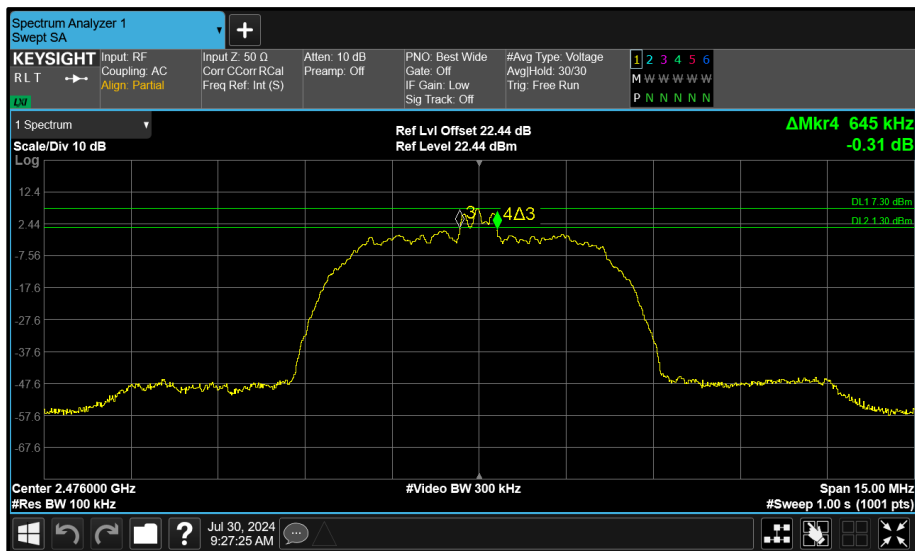 Spectrum Analyzer 1
Swept SA
+
KEYSIGHT
R L T
LXI
Input: RF
Coupling: AC
Align: Partial
Input Z: 50 Ω
Corr CCorr RCal
Freq Ref: Int (S)
Atten: 10 dB
Preamp: Off
PNO: Best Wide
Gate: Off
IF Gain: Low
Sig Track: Off
#Avg Type: Voltage
Avg|Hold: 30/30
Trig: Free Run
1 2 3 4 5 6
M W W W W W
P N N N N N
1 Spectrum
Scale/Div 10 dB
Log
Ref Lvl Offset 22.44 dB
Ref Level 22.44 dBm
ΔMkr4 645 kHz
-0.31 dB
12.4
DL1 7.30 dBm
3
4Δ3
2.44
DL2 1.30 dBm
-7.56
-17.6
-27.6
-37.6
-47.6
-57.6
-67.6
Center 2.476000 GHz
#Video BW 300 kHz
Span 15.00 MHz
#Res BW 100 kHz
#Sweep 1.00 s (1001 pts)
?
Jul 30, 2024
9:27:25 AM